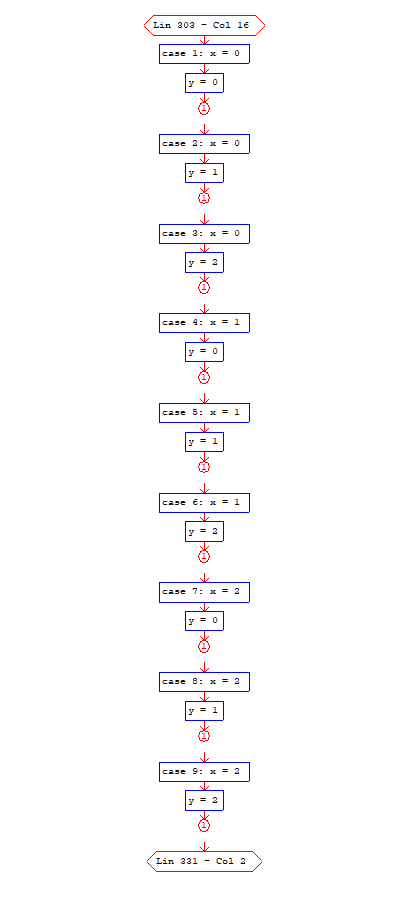 Lin 303 - Col 16
case 1: x = 0
y = 0
1
case 2: x = 0
y = 1
1
case 3: x = 0
y = 2
1
case 4: x = 1
y = 0
1
case 5: x = 1
y = 1
1
case 6: x = 1
y = 2
1
case 7: x = 2
y = 0
1
case 8: x = 2
y = 1
1
case 9: x = 2
y = 2
1
Lin 331 - Col 2